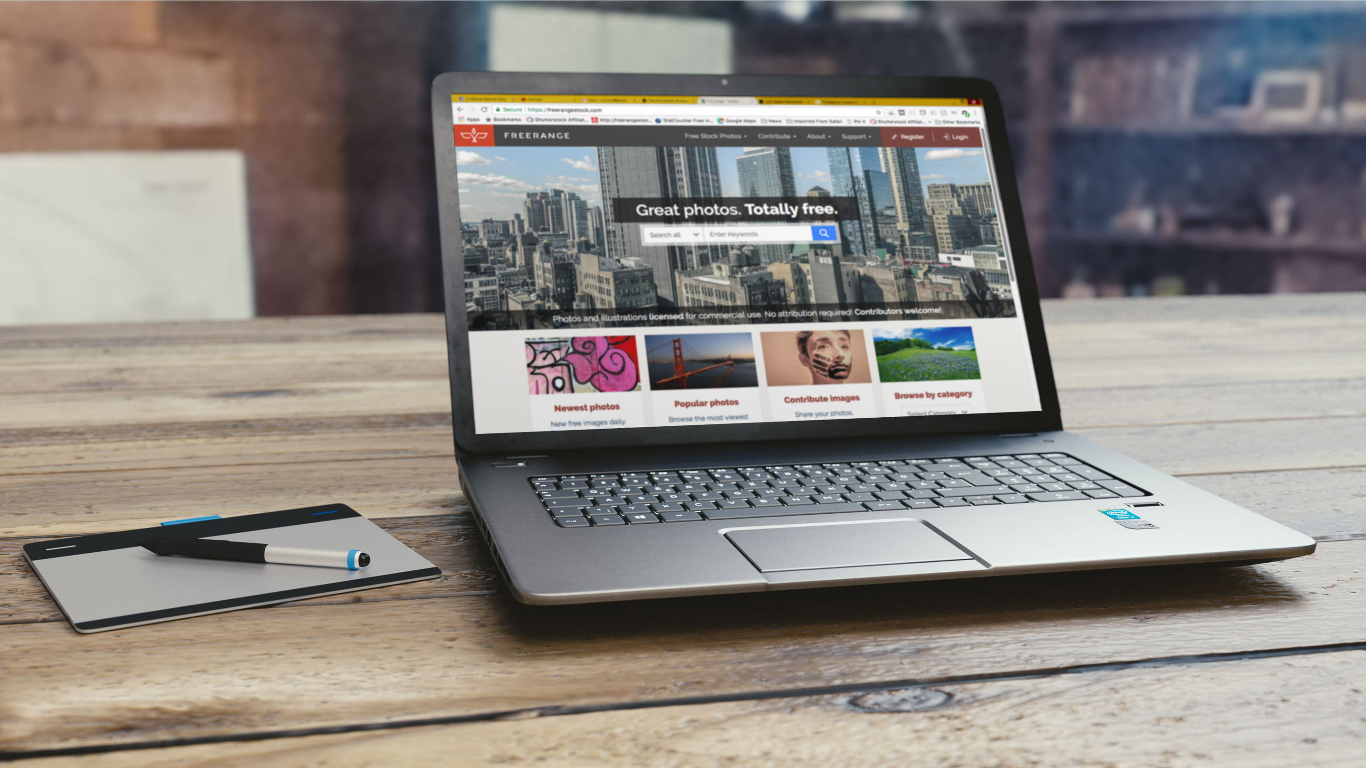 Secure
https://freerangestock.com
Apps
Bookmarks
Shutterstock Affiliat...
http://freerangestoc...
StatCounter Free in...
Google Maps
News
Imported From Safari
Pin it
Shutterstock Affiliat...
Other Bookmarks
FREERANGE
Free Stock Photos
Contribute
About
Support
Register
Login
Great photos. Totally free.
Search all
Enter Keywords
Photos and illustrations licensed for commercial use. No attribution required! Contributors welcome!
Newest photos
New free images daily.
Popular photos
Browse the most viewed
Contribute images
Share your photos,
Browse by category
Select Category